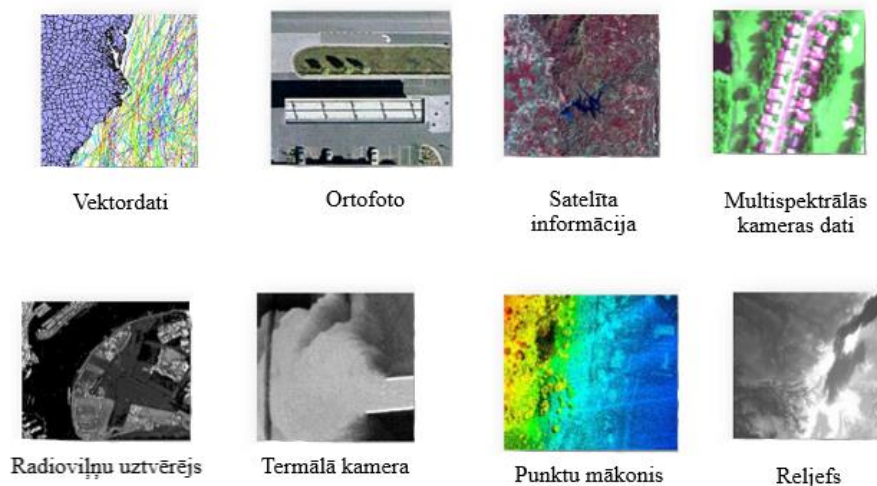 Vektordati
Ortofoto
Satelīta
informācija
Multispektrālās
kameras dati
Radioviļņu uztvērējs
Termālā kamera
Punktu mākonis
Reljefs